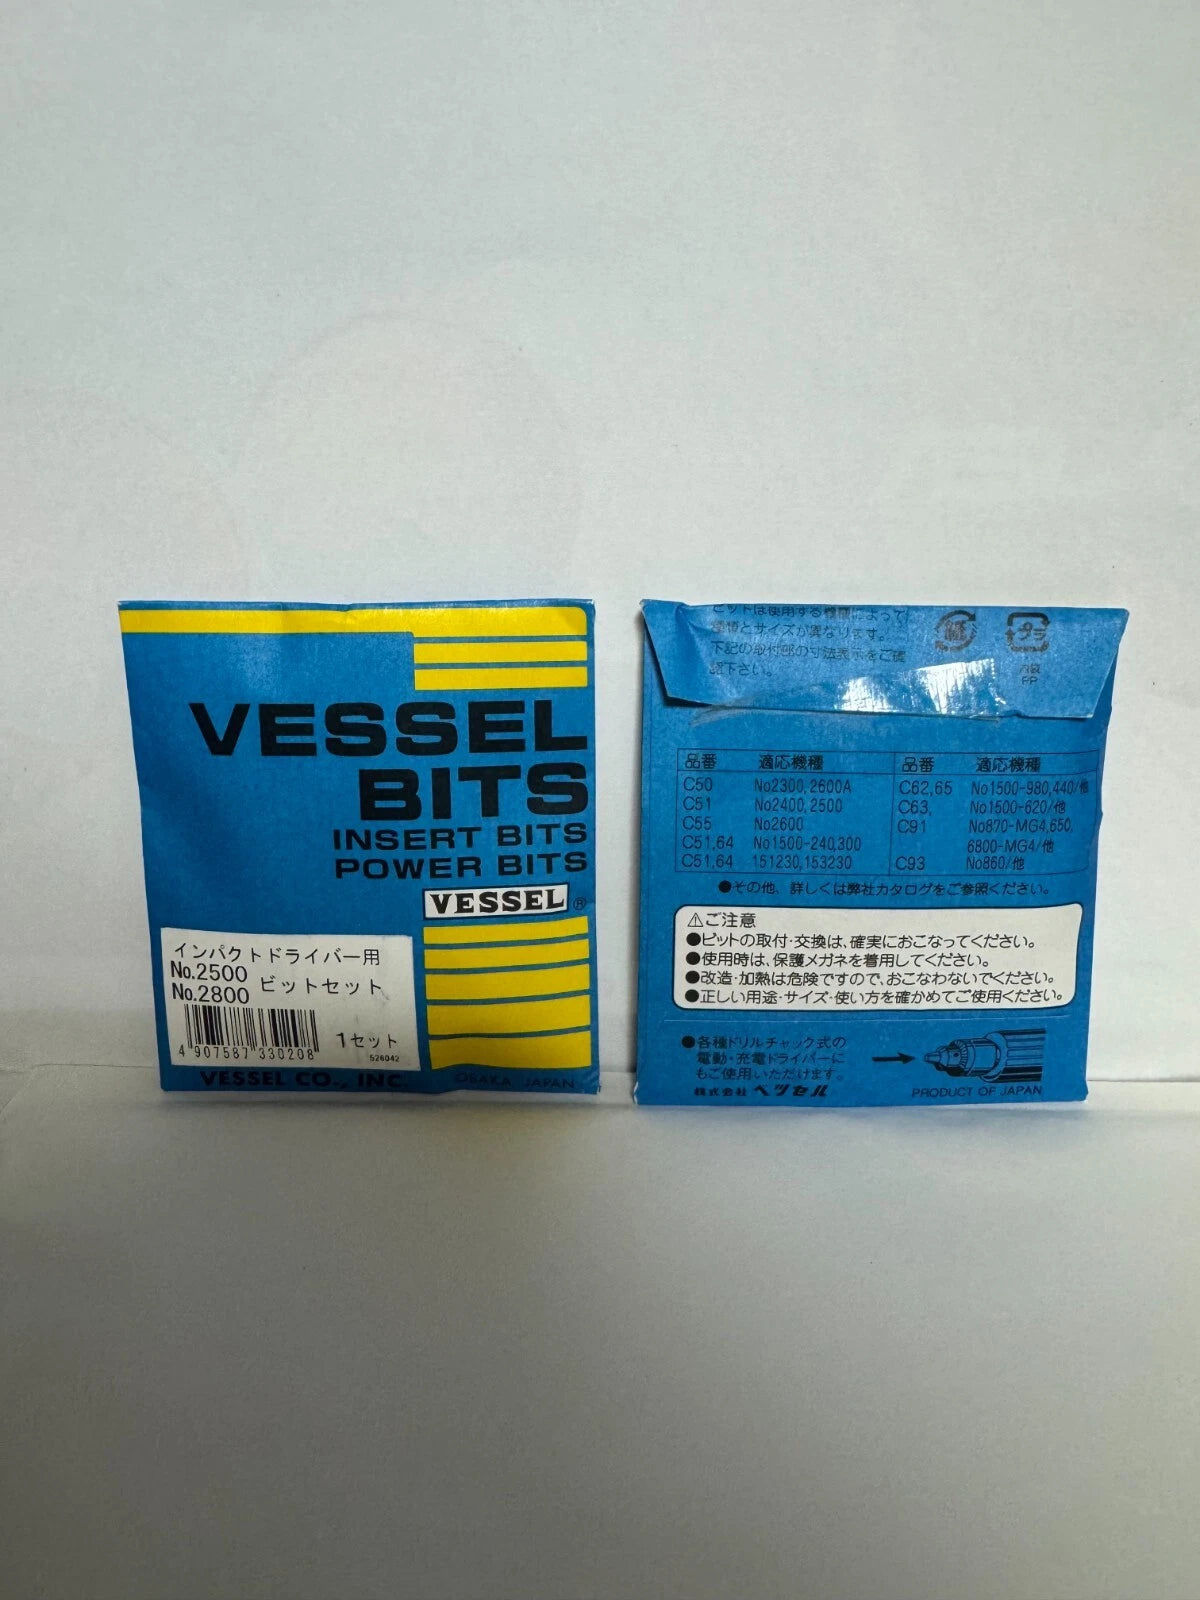 VESSEL
BITS
INSERT BITS
POWER BITS
VESSEL®
インパクトドライバー用
No.2500
No.2800 ビットセット
4 907587 330208
1セット
526042
VESSEL CO., INC.
OSAKA JAPAN
ビットは使用する機種によって
種類とサイズが異なります。
下記の取付部の寸法表示をご確
認下さい。
紙
プラ
内袋
PP
品番 適応機種 品番 適応機種
C50 No2300,2600A C62,65 No1500-980,440/他
C51 No2400,2500 C63, No1500-620/他
C55 No2600 C91 No870-MG4,650,
C51,64 No1500-240,300 6800-MG4/他
C51,64 151230,153230 C93 No860/他
●その他、詳しくは弊社カタログをご参照ください。
⚠ご注意
●ビットの取付・交換は、確実におこなってください。
●使用時は、保護メガネを着用してください。
●改造・加熱は危険ですので、おこなわないでください。
●正しい用途・サイズ・使い方を確かめてご使用ください。
●各種ドリルチャック式の
電動・充電ドライバーに
もご使用いただけます。
株式会社 ベッセル
PRODUCT OF JAPAN